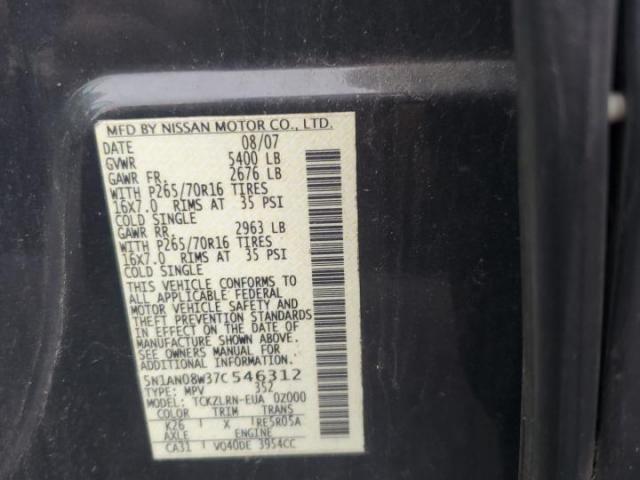 MFD BY NISSAN MOTOR CO., LTD.
DATE 08/07
GVWR 5400 LB
GAWR FR. 2676 LB
WITH P265/70R16 TIRES
16X7.0 RIMS AT 35 PSI
COLD SINGLE
GAWR RR. 2963 LB
WITH P265/70R16 TIRES
16X7.0 RIMS AT 35 PSI
COLD SINGLE
THIS VEHICLE CONFORMS TO
ALL APPLICABLE FEDERAL
MOTOR VEHICLE SAFETY AND
THEFT PREVENTION STANDARDS
IN EFFECT ON THE DATE OF
MANUFACTURE SHOWN ABOVE.
SEE OWNERS MANUAL FOR
ADDITIONAL INFORMATION.
5N1AN08W37C546312
TYPE: MPV 352
MODEL: TCKZLRN-EUA 0Z000
COLOR TRIM TRANS
K26 X RE5R05A
AXLE ENGINE
CA31 VQ40DE 3954CC